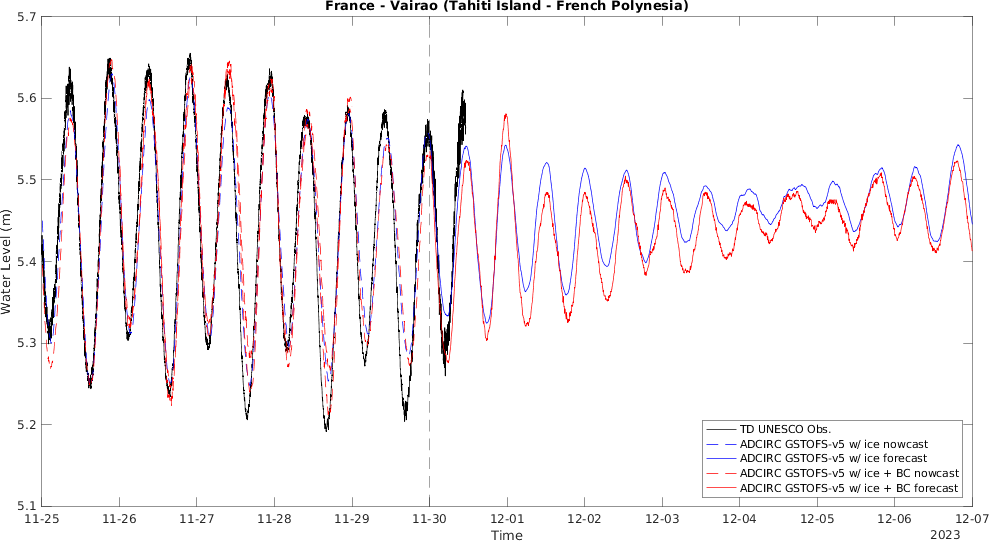 France - Vairao (Tahiti Island - French Polynesia)
5.7
5.6
5.5
5.4
5.3
5.2
5.1
Water Level (m)
TD UNESCO Obs.
ADCIRC GSTOFS-v5 w/ ice nowcast
ADCIRC GSTOFS-v5 w/ ice forecast
ADCIRC GSTOFS-v5 w/ ice + BC nowcast
ADCIRC GSTOFS-v5 w/ ice + BC forecast
11-25 11-26 11-27 11-28 11-29 11-30 12-01 12-02 12-03 12-04 12-05 12-06 12-07
Time
2023